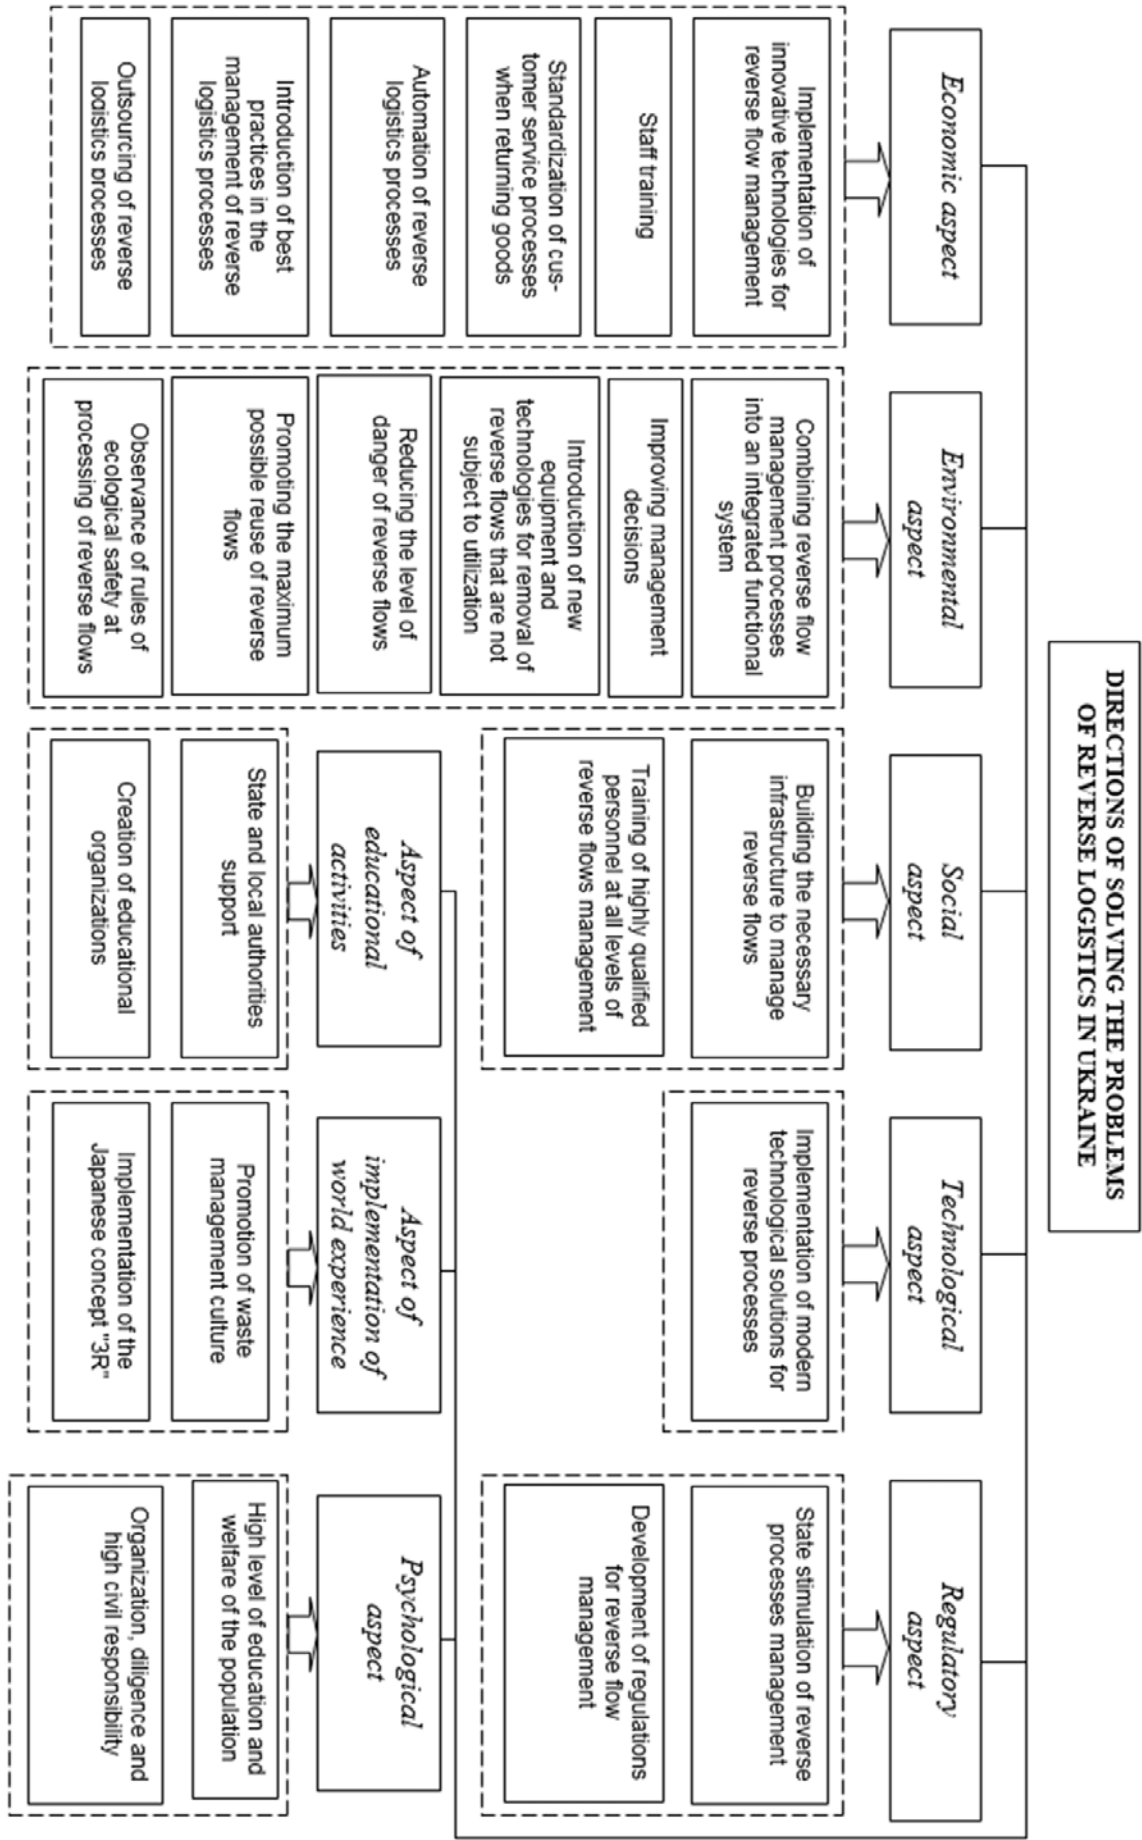 DIRECTIONS OF SOLVING THE PROBLEMS
OF REVERSE LOGISTICS IN UKRAINE
Economic aspect
Implementation of
innovative technologies for
reverse flow management
Staff training
Standardization of cus-
tomer service processes
when returning goods
Automation of reverse
logistics processes
Introduction of best
practices in the
management of reverse
logistics processes
Outsourcing of reverse
logistics processes
Environmental
aspect
Combining reverse flow
management processes
into an integrated functional
system
Improving management
decisions
Introduction of new
equipment and
technologies for removal of
reverse flows that are not
subject to utilization
Reducing the level of
danger of reverse flows
Promoting the maximum
possible reuse of reverse
flows
Observance of rules of
ecological safety at
processing of reverse flows
Social
aspect
Building the necessary
infrastructure to manage
reverse flows
Training of highly qualified
personnel at all levels of
reverse flows management
Technological
aspect
Implementation of modern
technological solutions for
reverse processes
Regulatory
aspect
State stimulation of reverse
processes management
Development of regulations
for reverse flow
management
Aspect of
educational
activities
State and local authorities
support
Creation of educational
organizations
Aspect of
implementation of
world experience
Promotion of waste
management culture
Implementation of the
Japanese concept "3R"
Psychological
aspect
High level of education and
welfare of the population
Organization, diligence and
high civil responsibility